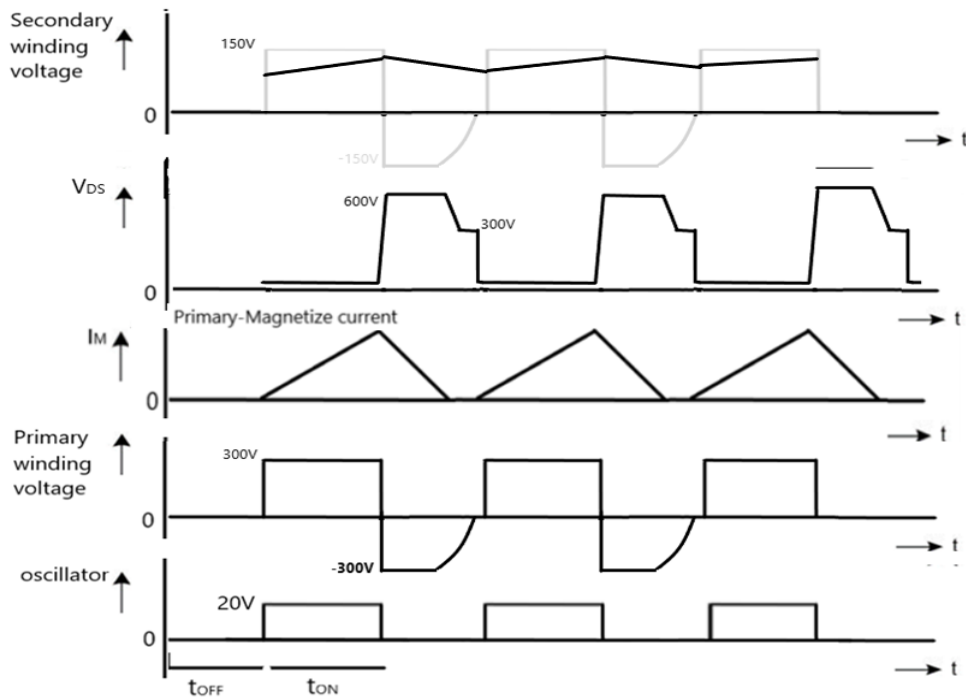 Secondary
winding
voltage
150V
0
-150V
t
VDS
600V
300V
0
t
Primary-Magnetize current
IM
0
t
Primary
winding
voltage
300V
0
-300V
t
oscillator
20V
0
t
tOFF
tON